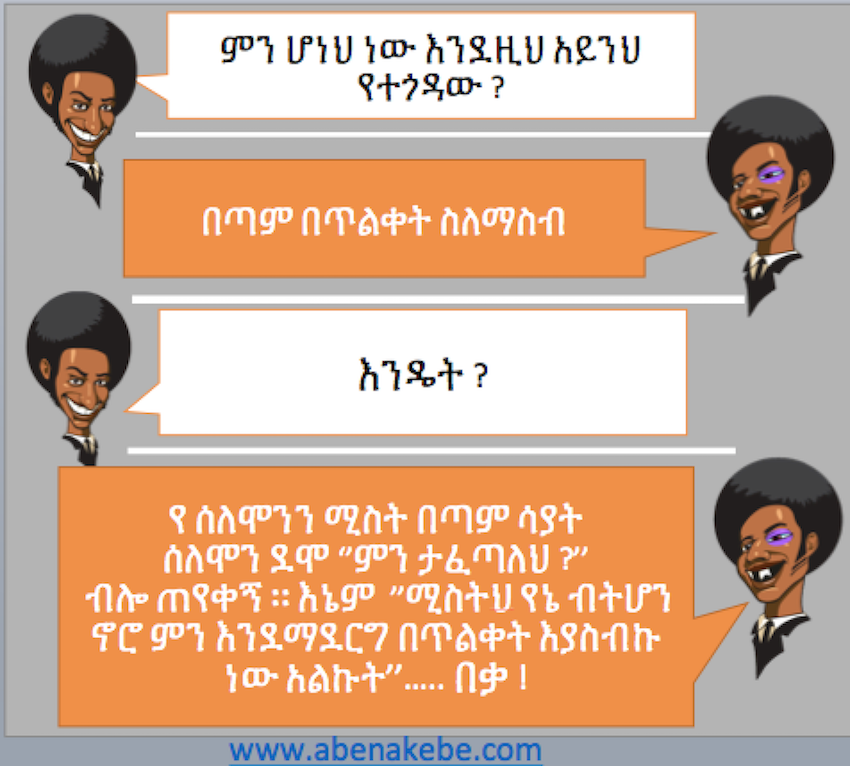 ምን ሆነህ ነው እንደዚህ አይንህ
የተጎዳው ?
በጣም በጥልቀት ስለማስብ
እንዴት ?
የ ሰለሞንን ሚስት በጣም ሳያት
ሰለሞን ደሞ “ምን ታፈጣለህ ?”
ብሎ ጠየቀኝ ። እኔም ”ሚስትህ የኔ ብትሆን
ኖሮ ምን እንደማደርግ በጥልቀት እያስብኩ
ነው አልኩት”..... በቃ !
www.abenakebe.com